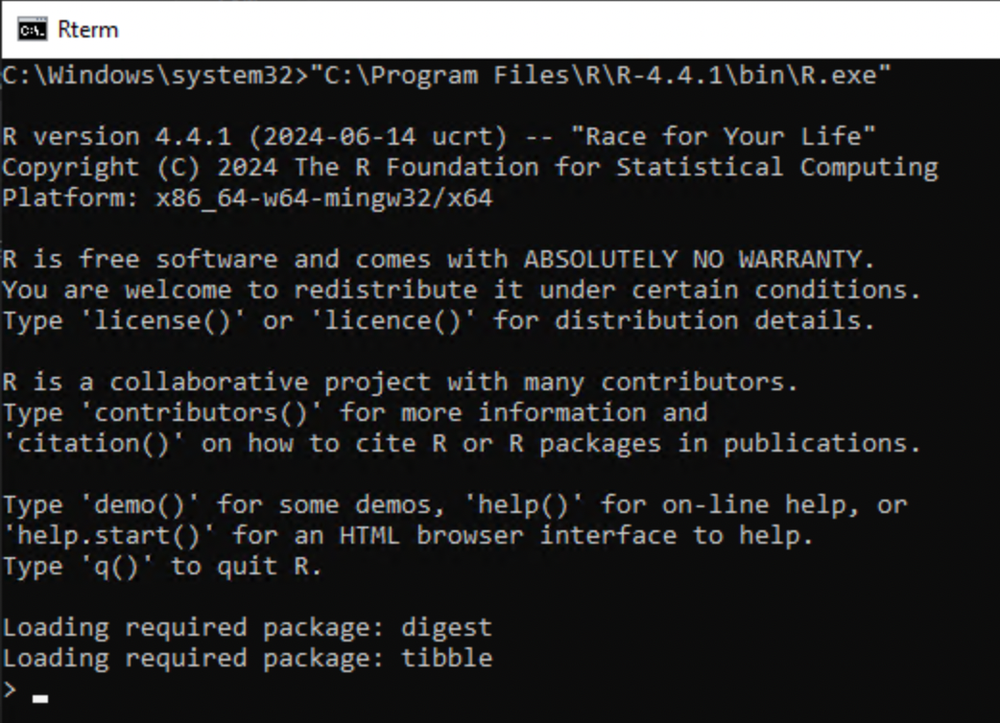 Rterm
C:\Windows\system32>"C:\Program Files\R\R-4.4.1\bin\R.exe"
R version 4.4.1 (2024-06-14 ucrt) -- "Race for Your Life"
Copyright (C) 2024 The R Foundation for Statistical Computing
Platform: x86_64-w64-mingw32/x64
R is free software and comes with ABSOLUTELY NO WARRANTY.
You are welcome to redistribute it under certain conditions.
Type 'license()' or 'licence()' for distribution details.
R is a collaborative project with many contributors.
Type 'contributors()' for more information and
'citation()' on how to cite R or R packages in publications.
Type 'demo()' for some demos, 'help()' for on-line help, or
'help.start()' for an HTML browser interface to help.
Type 'q()' to quit R.
Loading required package: digest
Loading required package: tibble
>